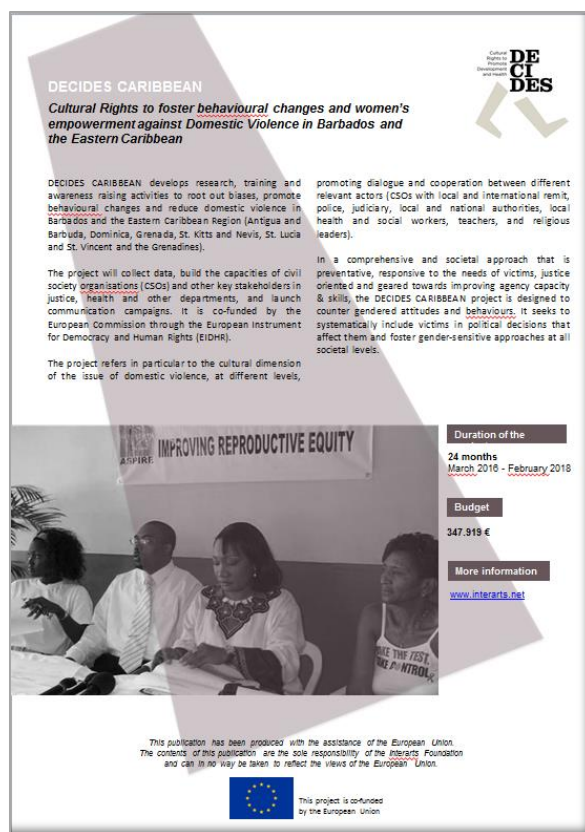 Cultural
Rights to
Promote
Development
and Health
DE
CI
DES
DECIDES CARIBBEAN
Cultural Rights to foster behavioural changes and women's
empowerment against Domestic Violence in Barbados and
the Eastern Caribbean
DECIDES CARIBBEAN develops research, training and
awareness raising activities to root out biases, promote
behavioural changes and reduce domestic violence in
Barbados and the Eastern Caribbean Region (Antigua and
Barbuda, Dominica, Grenada, St. Kitts and Nevis, St. Lucia
and St. Vincent and the Grenadines).
The project will collect data, build the capacities of civil
society organisations (CSOs) and other key stakeholders in
justice, health and other departments, and launch
communication campaigns. It is co-funded by the
European Commission through the European Instrument
for Democracy and Human Rights (EIDHR).
The project refers in particular to the cultural dimension
of the issue of domestic violence, at different levels,
promoting dialogue and cooperation between different
relevant actors (CSOs with local and international remit,
police, judiciary, local and national authorities, local
health and social workers, teachers, and religious
leaders).
In a comprehensive and societal approach that is
preventative, responsive to the needs of victims, justice
oriented and geared towards improving agency capacity
& skills, the DECIDES CARIBBEAN project is designed to
counter gendered attitudes and behaviours. It seeks to
systematically include victims in political decisions that
affect them and foster gender-sensitive approaches at all
societal levels.
ASPIRE
IMPROVING REPRODUCTIVE EQUITY
TAKE THE TEST,
TAKE CONTROL
Duration of the
24 months
March 2016 - February 2018
Budget
347.919 €
More information
www.interarts.net
This publication has been produced with the assistance of the European Union.
The contents of this publication are the sole responsibility of the Interarts Foundation
and can in no way be taken to reflect the views of the European Union.
This project is co-funded
by the European Union